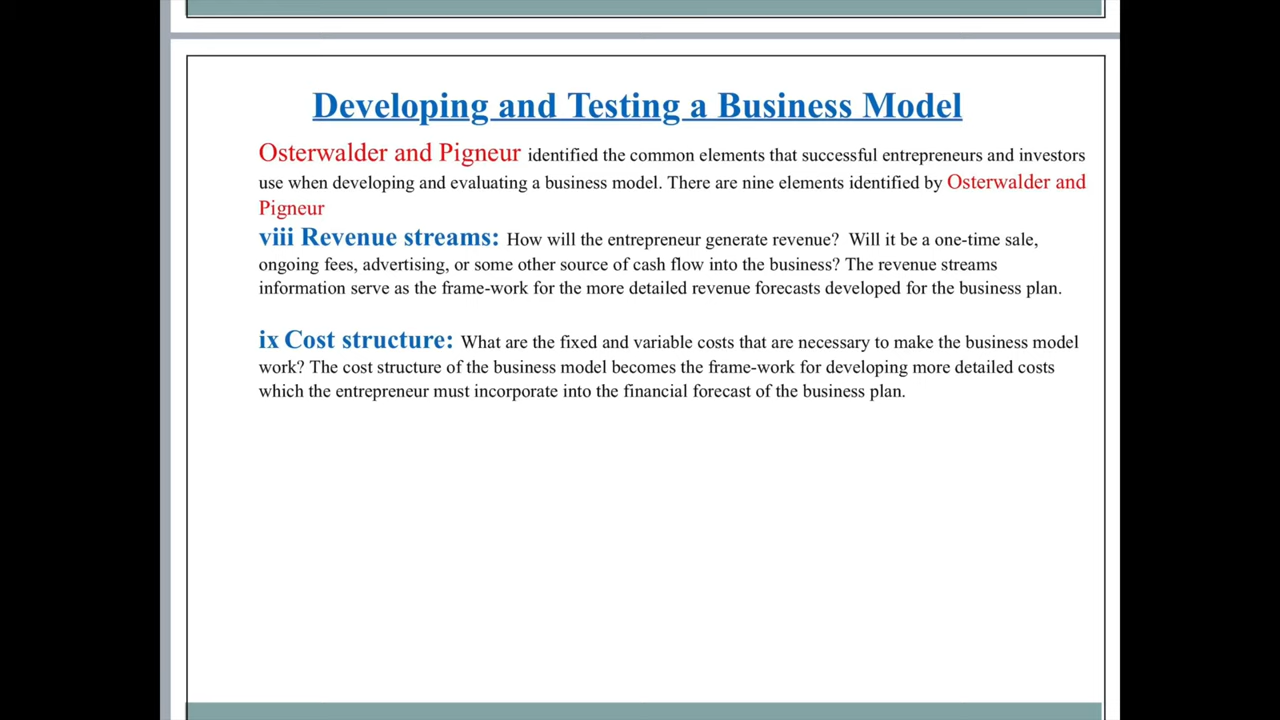 Developing and Testing a Business Model
Osterwalder and Pigneur identified the common elements that successful entrepreneurs and investors
use when developing and evaluating a business model. There are nine elements identified by Osterwalder and
Pigneur
viii Revenue streams: How will the entrepreneur generate revenue? Will it be a one-time sale,
ongoing fees, advertising, or some other source of cash flow into the business? The revenue streams
information serve as the frame-work for the more detailed revenue forecasts developed for the business plan.
ix Cost structure: What are the fixed and variable costs that are necessary to make the business model
work? The cost structure of the business model becomes the frame-work for developing more detailed costs
which the entrepreneur must incorporate into the financial forecast of the business plan.